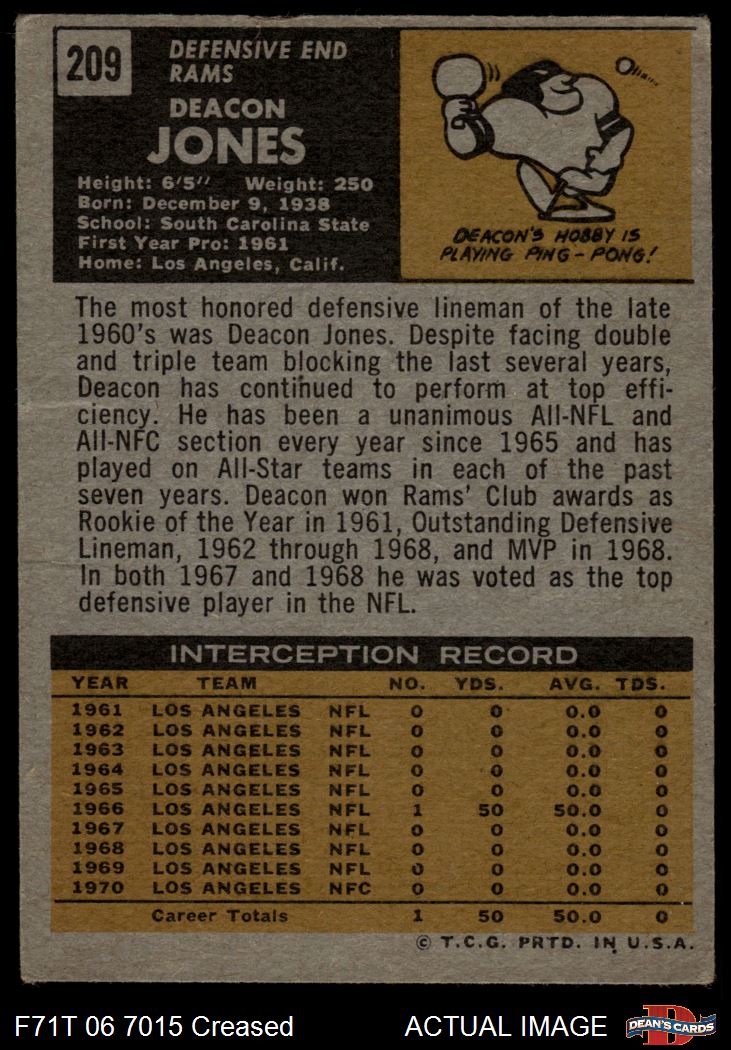 209
DEFENSIVE END
RAMS
DEACON
JONES
Height: 6'5″ Weight: 250
Born: December 9, 1938
School: South Carolina State
First Year Pro: 1961
Home: Los Angeles, Calif.
DEACON'S HOBBY IS
PLAYING PING-PONG!
The most honored defensive lineman of the late
1960's was Deacon Jones. Despite facing double
and triple team blocking the last several years,
Deacon has continued to perform at top effi-
ciency. He has been a unanimous All-NFL and
All-NFC section every year since 1965 and has
played on All-Star teams in each of the past
seven years. Deacon won Rams' Club awards as
Rookie of the Year in 1961, Outstanding Defensive
Lineman, 1962 through 1968, and MVP in 1968.
In both 1967 and 1968 he was voted as the top
defensive player in the NFL.
INTERCEPTION RECORD
YEAR TEAM NO. YDS. AVG. TDS.
1961 LOS ANGELES NFL 0 0 0.0 0
1962 LOS ANGELES NFL 0 0 0.0 0
1963 LOS ANGELES NFL 0 0 0.0 0
1964 LOS ANGELES NFL 0 0 0.0 0
1965 LOS ANGELES NFL 0 0 0.0 0
1966 LOS ANGELES NFL 1 50 50.0 0
1967 LOS ANGELES NFL 0 0 0.0 0
1968 LOS ANGELES NFL 0 0 0.0 0
1969 LOS ANGELES NFL 0 0 0.0 0
1970 LOS ANGELES NFC 0 0 0.0 0
Career Totals 1 50 50.0 0
© T.C.G. PRTD. IN U.S.A.
F71T 06 7015 Creased ACTUAL IMAGE
DEAN'S CARDS